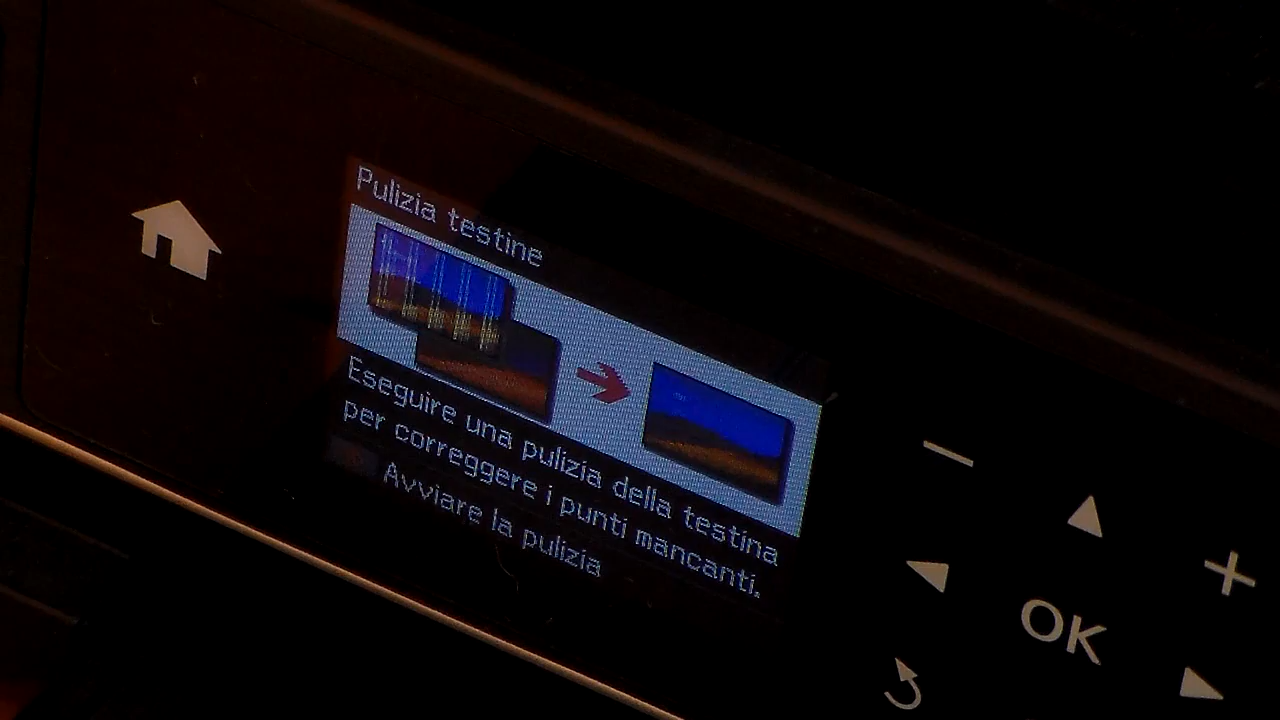 Pulizia testine
Eseguire una pulizia della testina
per correggere i punti mancanti.
Avviare la pulizia
OK